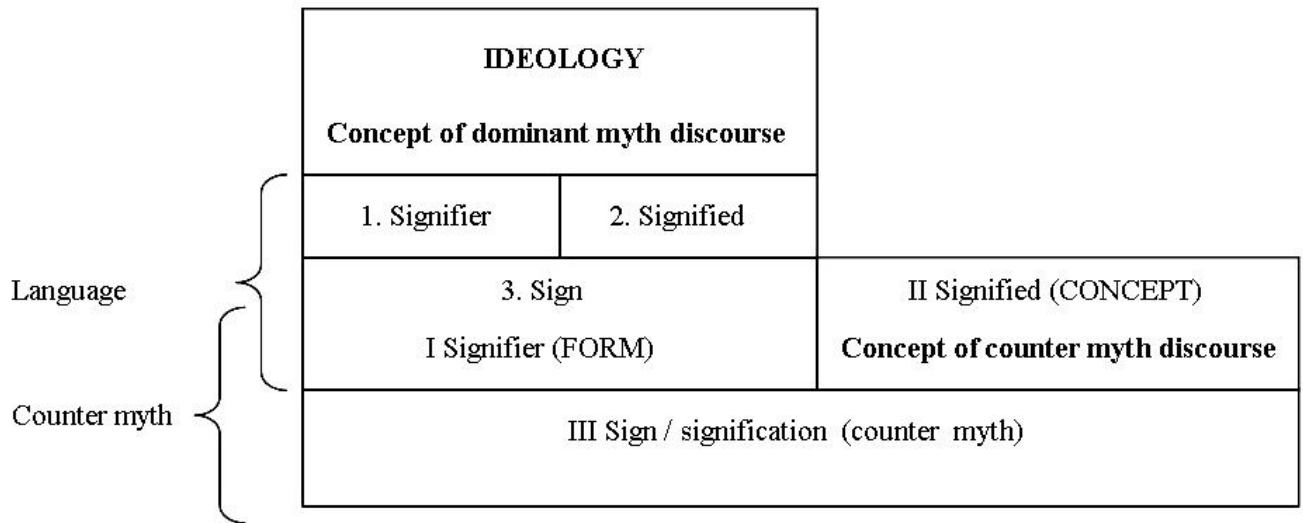 IDEOLOGY
Concept of dominant myth discourse
1. Signifier
2. Signified
Language
3. Sign
I Signifier (FORM)
II Signified (CONCEPT)
Concept of counter myth discourse
Counter myth
III Sign / signification (counter myth)